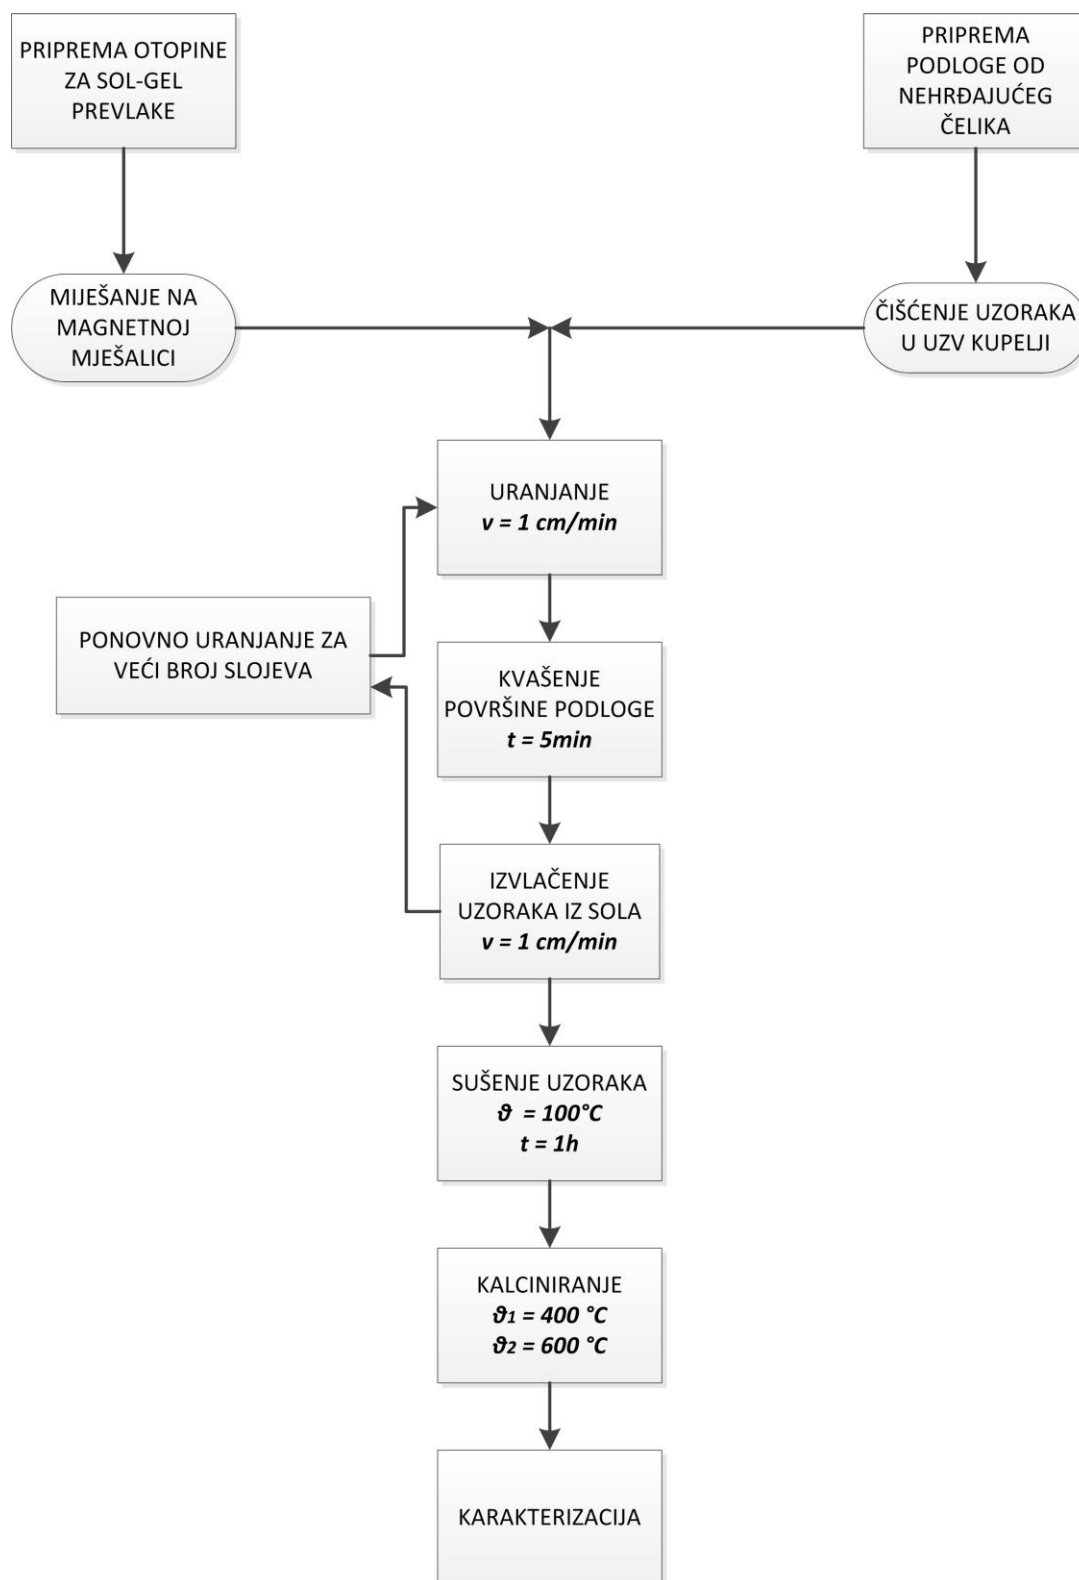 PRIPREMA OTOPINE
ZA SOL-GEL
PREVLAKE
PRIPREMA
PODLOGE OD
NEHRĐAJUĆEG
ČELIKA
MIJEŠANJE NA
MAGNETNOJ
MJEŠALICI
ČIŠĆENJE UZORAKA
U UZV KUPELJI
URANJANJE
v = 1 cm/min
PONOVNO URANJANJE ZA
VEĆI BROJ SLOJEVA
KVAŠENJE
POVRŠINE PODLOGE
t = 5min
IZVLAČENJE
UZORAKA IZ SOLA
v = 1 cm/min
SUŠENJE UZORAKA
ϑ = 100°C
t = 1h
KALCINIRANJE
ϑ1 = 400 °C
ϑ2 = 600 °C
KARAKTERIZACIJA